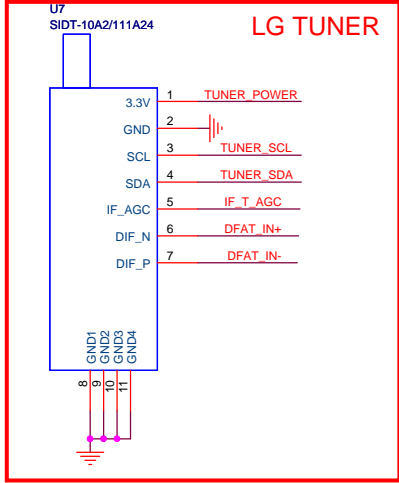 U7
SIDT-10A2/111A24
LG TUNER
3.3V 1 TUNER_POWER
GND 2
SCL 3 TUNER_SCL
SDA 4 TUNER_SDA
IF_AGC 5 IF_T_AGC
DIF_N 6 DFAT_IN+
DIF_P 7 DFAT_IN-
GND1 GND2 GND3 GND4
8 9 10 11